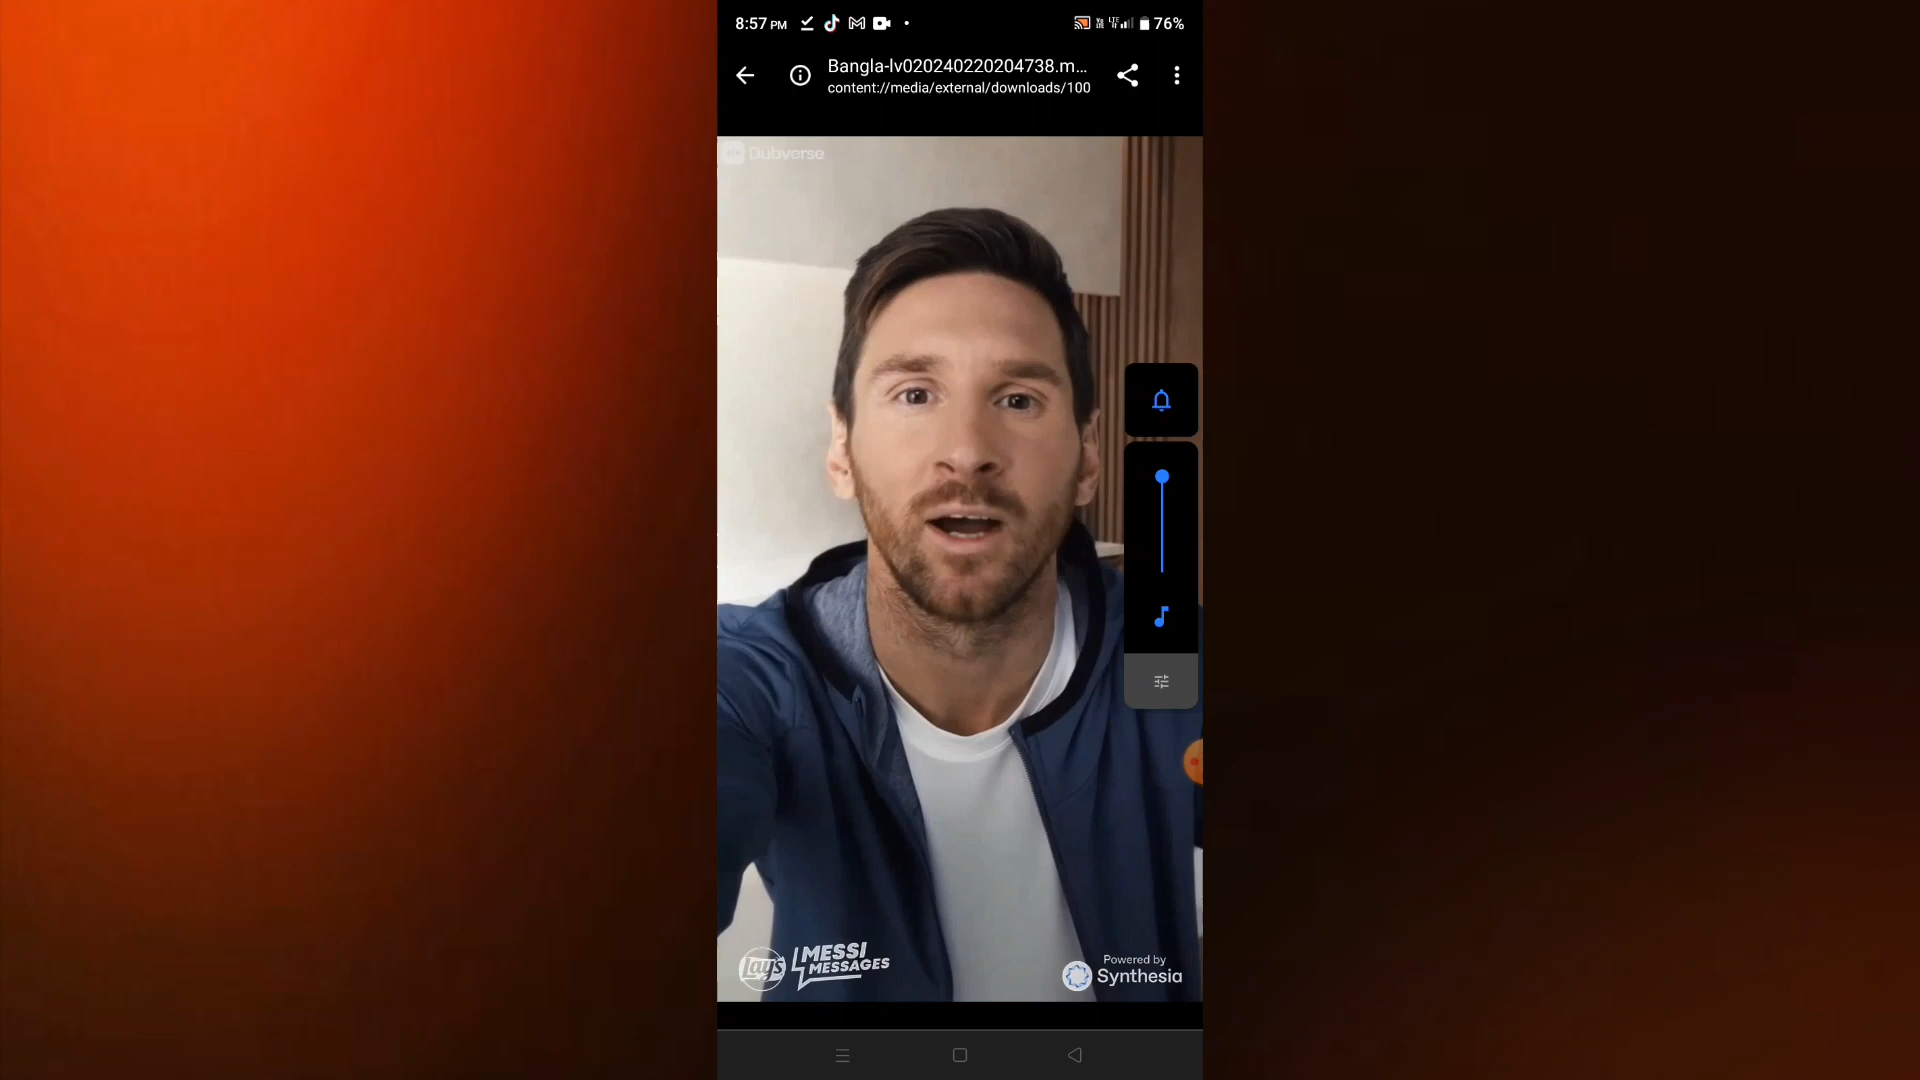 8:57 PM
76%
Bangla-lv020240220204738.m...
content://media/external/downloads/100
Dubverse
Lay's
MESSI
MESSAGES
Powered by
Synthesia